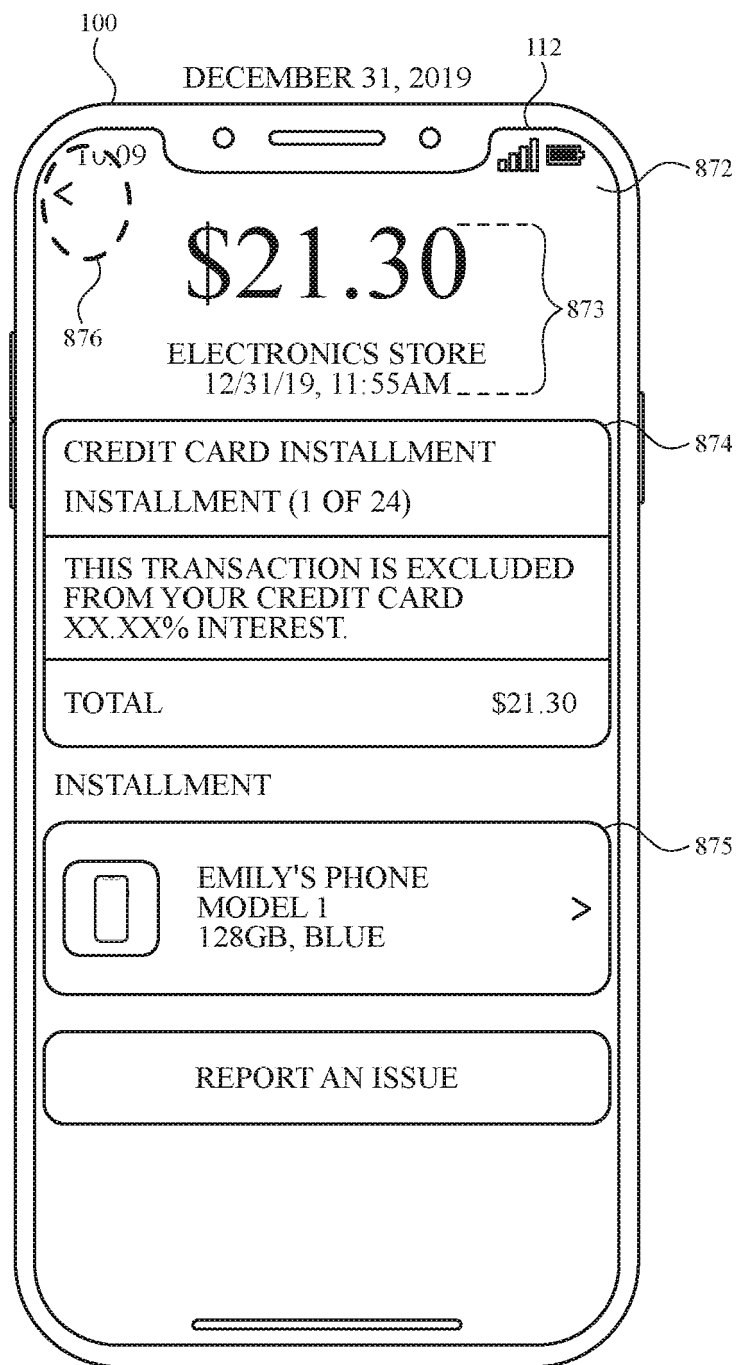 100
DECEMBER 31, 2019
112
10:09
872
<
$21.30
873
876
ELECTRONICS STORE
12/31/19, 11:55AM
874
CREDIT CARD INSTALLMENT
INSTALLMENT (1 OF 24)
THIS TRANSACTION IS EXCLUDED
FROM YOUR CREDIT CARD
XX.XX% INTEREST.
TOTAL $21.30
INSTALLMENT
875
EMILY'S PHONE
MODEL 1 >
128GB, BLUE
REPORT AN ISSUE